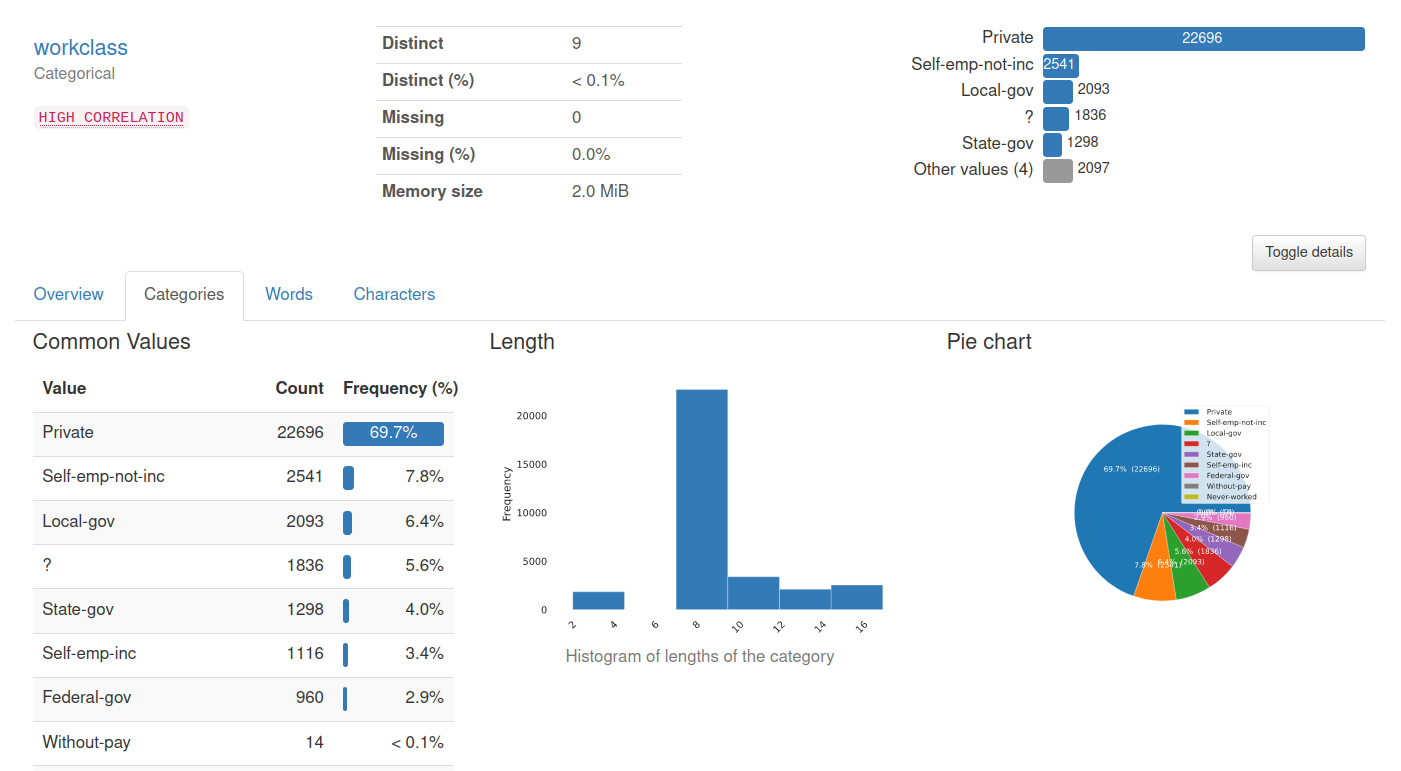 workclass
Categorical
HIGH CORRELATION
Distinct 9
Distinct (%) < 0.1%
Missing 0
Missing (%) 0.0%
Memory size 2.0 MiB
Private 22696
Self-emp-not-inc 2541
Local-gov 2093
? 1836
State-gov 1298
Other values (4) 2097
Toggle details
Overview Categories Words Characters
Common Values
Value Count Frequency (%)
Private 22696 69.7%
Self-emp-not-inc 2541 7.8%
Local-gov 2093 6.4%
? 1836 5.6%
State-gov 1298 4.0%
Self-emp-inc 1116 3.4%
Federal-gov 960 2.9%
Without-pay 14 < 0.1%
Length
Frequency
20000
15000
10000
5000
0
2 4 6 8 10 12 14 16
Histogram of lengths of the category
Pie chart
Private
Self-emp-not-inc
Local-gov
?
State-gov
Self-emp-inc
Federal-gov
Without-pay
Never-worked
69.7% (22696)
2.9% (960)
3.4% (1116)
4.0% (1298)
5.6% (1836)
6.4% (2093)
7.8% (2541)